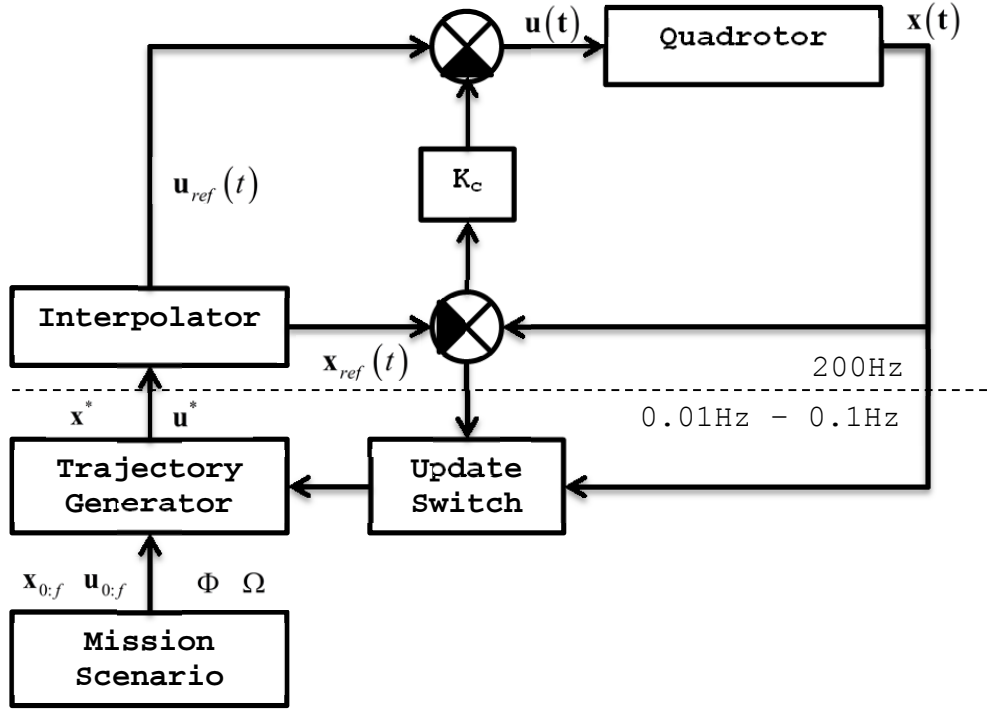 u(t)
x(t)
Quadrotor
K_c
u_ref (t)
Interpolator
x_ref (t)
200Hz
x* u*
0.01Hz – 0.1Hz
Trajectory
Generator
Update
Switch
x_0:f u_0:f Φ Ω
Mission
Scenario